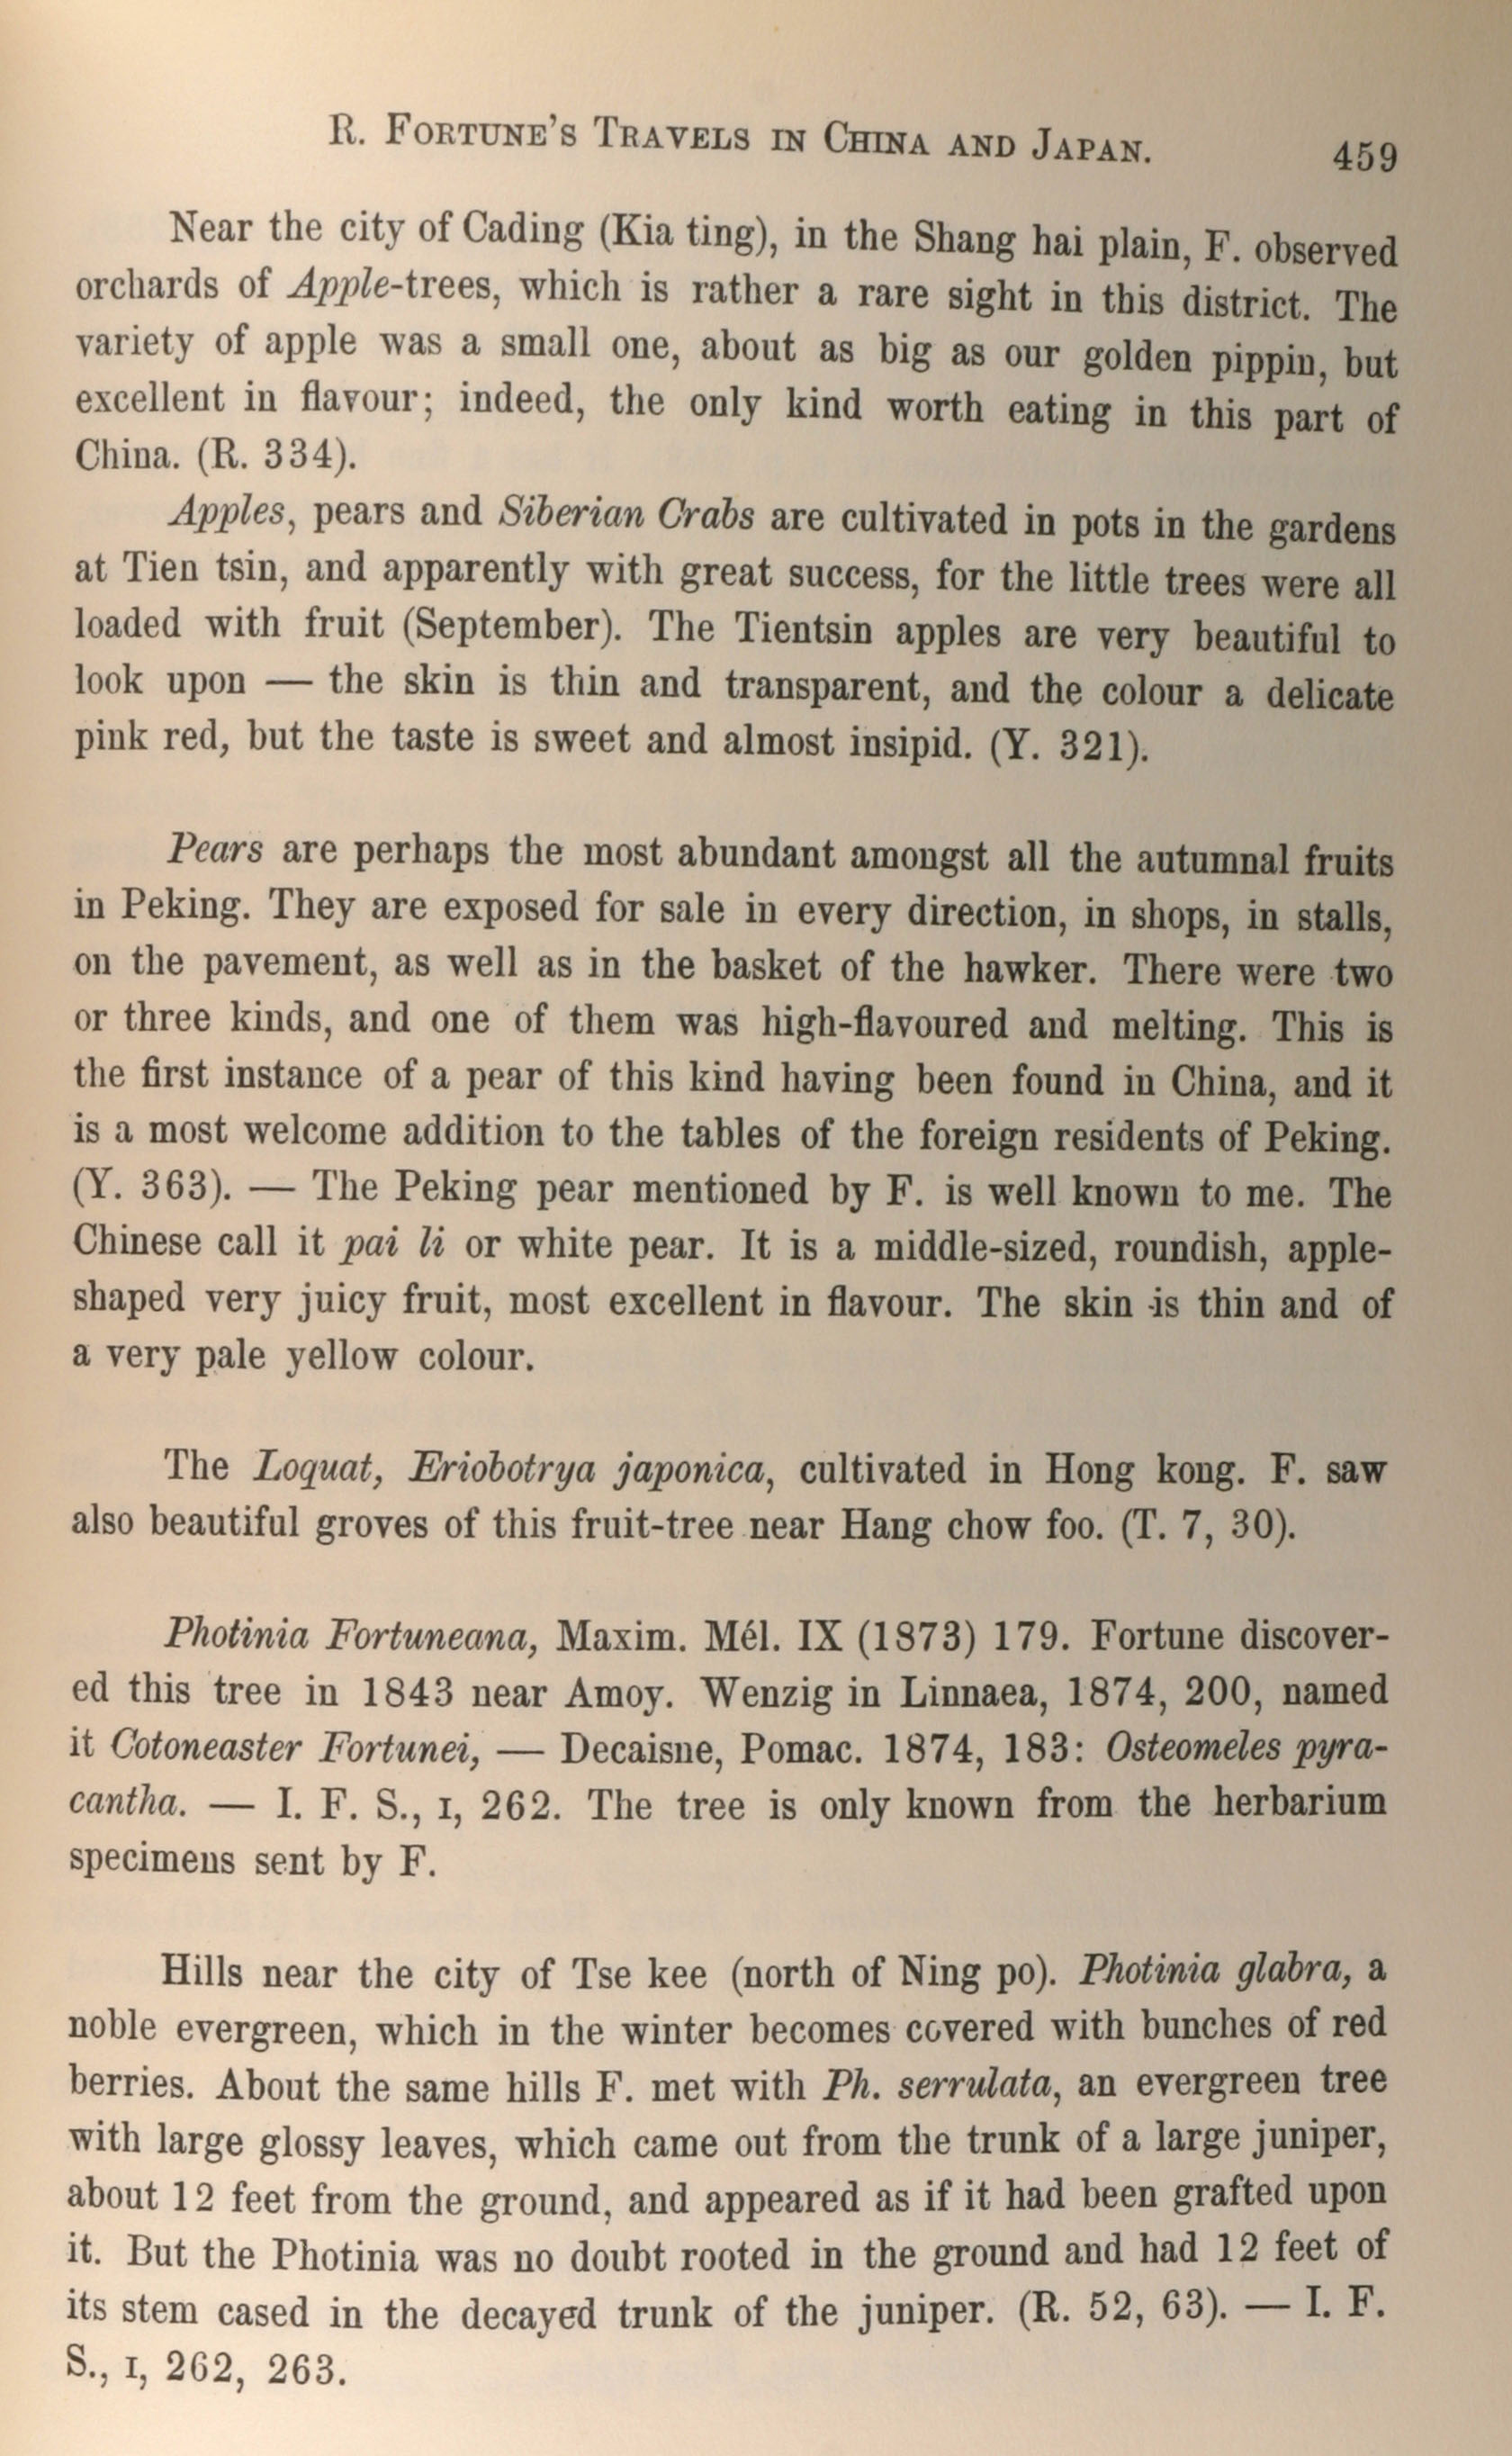 R. FORTUNE'S TRAVELS IN CHINA AND JAPAN. 459
Near the city of Cading (Kia ting), in the Shang hai plain, F. observed
orchards of Apple-trees, which is rather a rare sight in this district. The
variety of apple was a small one, about as big as our golden pippin, but
excellent in flavour; indeed, the only kind worth eating in this part of
China. (R. 334).
Apples, pears and Siberian Crabs are cultivated in pots in the gardens
at Tien tsin, and apparently with great success, for the little trees were all
loaded with fruit (September). The Tientsin apples are very beautiful to
look upon — the skin is thin and transparent, and the colour a delicate
pink red, but the taste is sweet and almost insipid. (Y. 321).
Pears are perhaps the most abundant amongst all the autumnal fruits
in Peking. They are exposed for sale in every direction, in shops, in stalls,
on the pavement, as well as in the basket of the hawker. There were two
or three kinds, and one of them was high-flavoured and melting. This is
the first instance of a pear of this kind having been found in China, and it
is a most welcome addition to the tables of the foreign residents of Peking.
(Y. 363). — The Peking pear mentioned by F. is well known to me. The
Chinese call it pai li or white pear. It is a middle-sized, roundish, apple-
shaped very juicy fruit, most excellent in flavour. The skin is thin and of
a very pale yellow colour.
The Loquat, Eriobotrya japonica, cultivated in Hong kong. F. saw
also beautiful groves of this fruit-tree near Hang chow foo. (T. 7, 30).
Photinia Fortuneana, Maxim. Mél. IX (1873) 179. Fortune discover-
ed this tree in 1843 near Amoy. Wenzig in Linnaea, 1874, 200, named
it Cotoneaster Fortunei, — Decaisne, Pomac. 1874, 183: Osteomeles pyra-
cantha. — I. F. S., I, 262. The tree is only known from the herbarium
specimens sent by F.
Hills near the city of Tse kee (north of Ning po). Photinia glabra, a
noble evergreen, which in the winter becomes covered with bunches of red
berries. About the same hills F. met with Ph. serrulata, an evergreen tree
with large glossy leaves, which came out from the trunk of a large juniper,
about 12 feet from the ground, and appeared as if it had been grafted upon
it. But the Photinia was no doubt rooted in the ground and had 12 feet of
its stem cased in the decayed trunk of the juniper. (R. 52, 63). — I. F.
S., I, 262, 263.